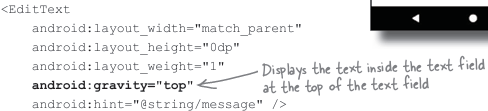 <EditText
    android:layout_width="match_parent"
    android:layout_height="0dp"
    android:layout_weight="1"
    android:gravity="top"
    android:hint="@string/message" />
Displays the text inside the text field
at the top of the text field